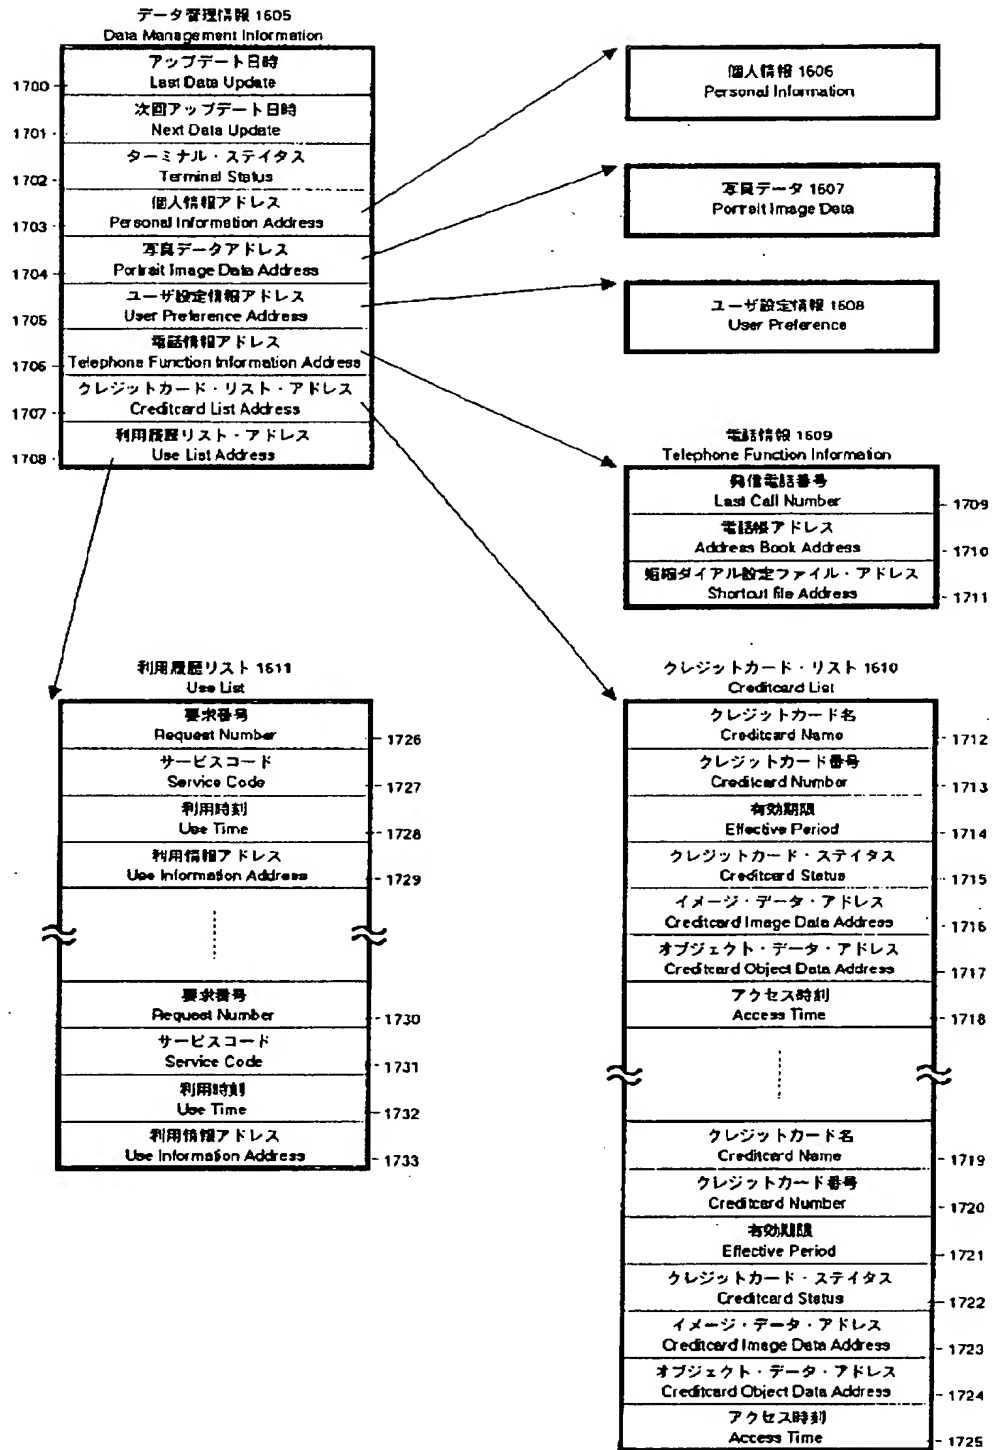 データ管理情報 1605
Data Management Information
アップデート日時
Last Data Update
1700
次回アップデート日時
Next Data Update
1701
ターミナル・ステイタス
Terminal Status
1702
個人情報アドレス
Personal Information Address
1703
写真データアドレス
Portrait Image Data Address
1704
ユーザ設定情報アドレス
User Preference Address
1705
電話情報アドレス
Telephone Function Information Address
1706
クレジットカード・リスト・アドレス
Creditcard List Address
1707
利用履歴リスト・アドレス
Use List Address
1708
個人情報 1606
Personal Information
写真データ 1607
Portrait Image Data
ユーザ設定情報 1608
User Preference
電話情報 1609
Telephone Function Information
発信電話番号
Last Call Number
1709
電話帳アドレス
Address Book Address
1710
短縮ダイアル設定ファイル・アドレス
Shortcut file Address
1711
利用履歴リスト 1611
Use List
要求番号
Request Number
1726
サービスコード
Service Code
1727
利用時刻
Use Time
1728
利用情報アドレス
Use Information Address
1729
要求番号
Request Number
1730
サービスコード
Service Code
1731
利用時刻
Use Time
1732
利用情報アドレス
Use Information Address
1733
クレジットカード・リスト 1610
Creditcard List
クレジットカード名
Creditcard Name
1712
クレジットカード番号
Creditcard Number
1713
有効期限
Effective Period
1714
クレジットカード・ステイタス
Creditcard Status
1715
イメージ・データ・アドレス
Creditcard Image Data Address
1716
オブジェクト・データ・アドレス
Creditcard Object Data Address
1717
アクセス時刻
Access Time
1718
クレジットカード名
Creditcard Name
1719
クレジットカード番号
Creditcard Number
1720
有効期限
Effective Period
1721
クレジットカード・ステイタス
Creditcard Status
1722
イメージ・データ・アドレス
Creditcard Image Data Address
1723
オブジェクト・データ・アドレス
Creditcard Object Data Address
1724
アクセス時刻
Access Time
1725